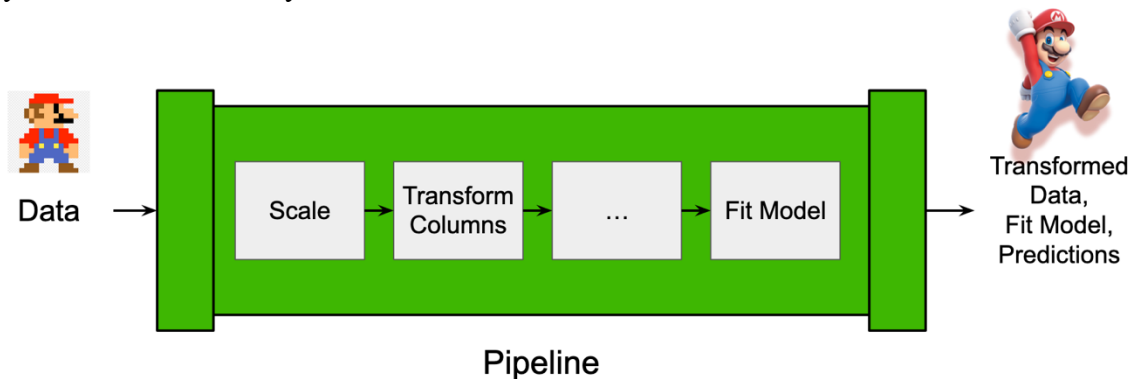 Data
Scale
Transform
Columns
...
Fit Model
Transformed
Data,
Fit Model,
Predictions
Pipeline